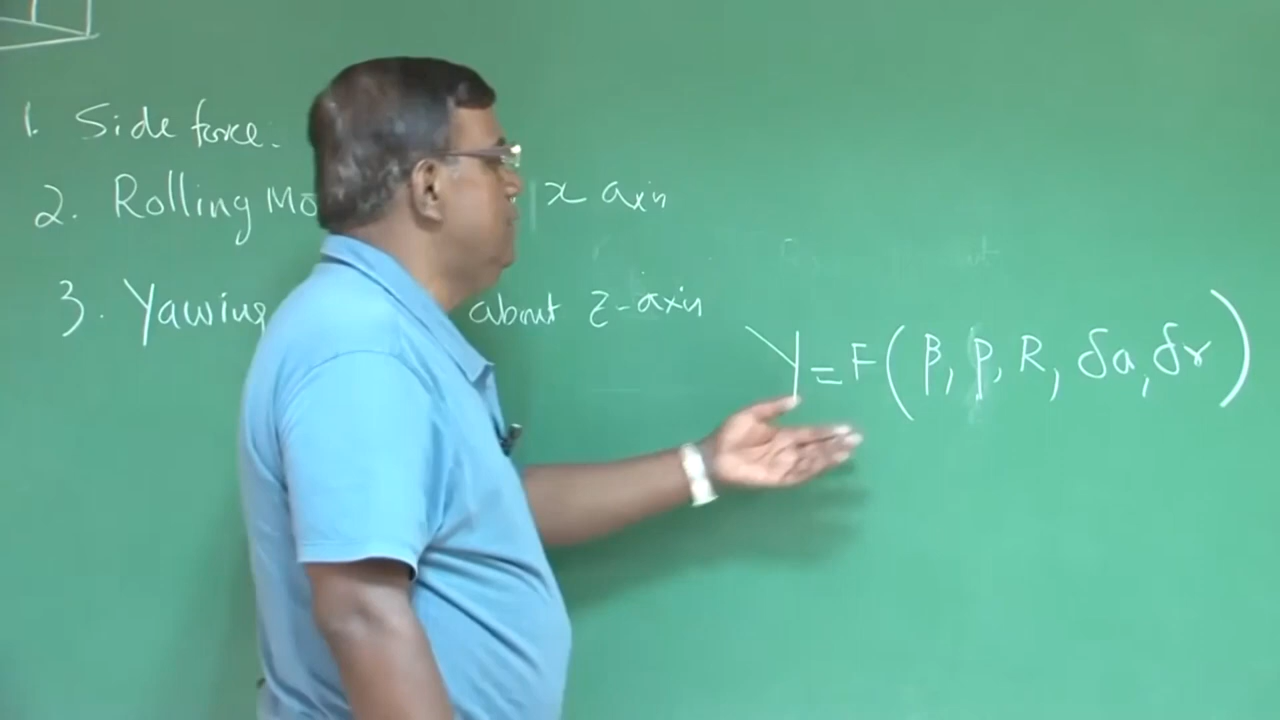 1. Side force.
2. Rolling Mo x axis
3. Yawing about z-axis
Y = F(β, p, R, δa, δr)